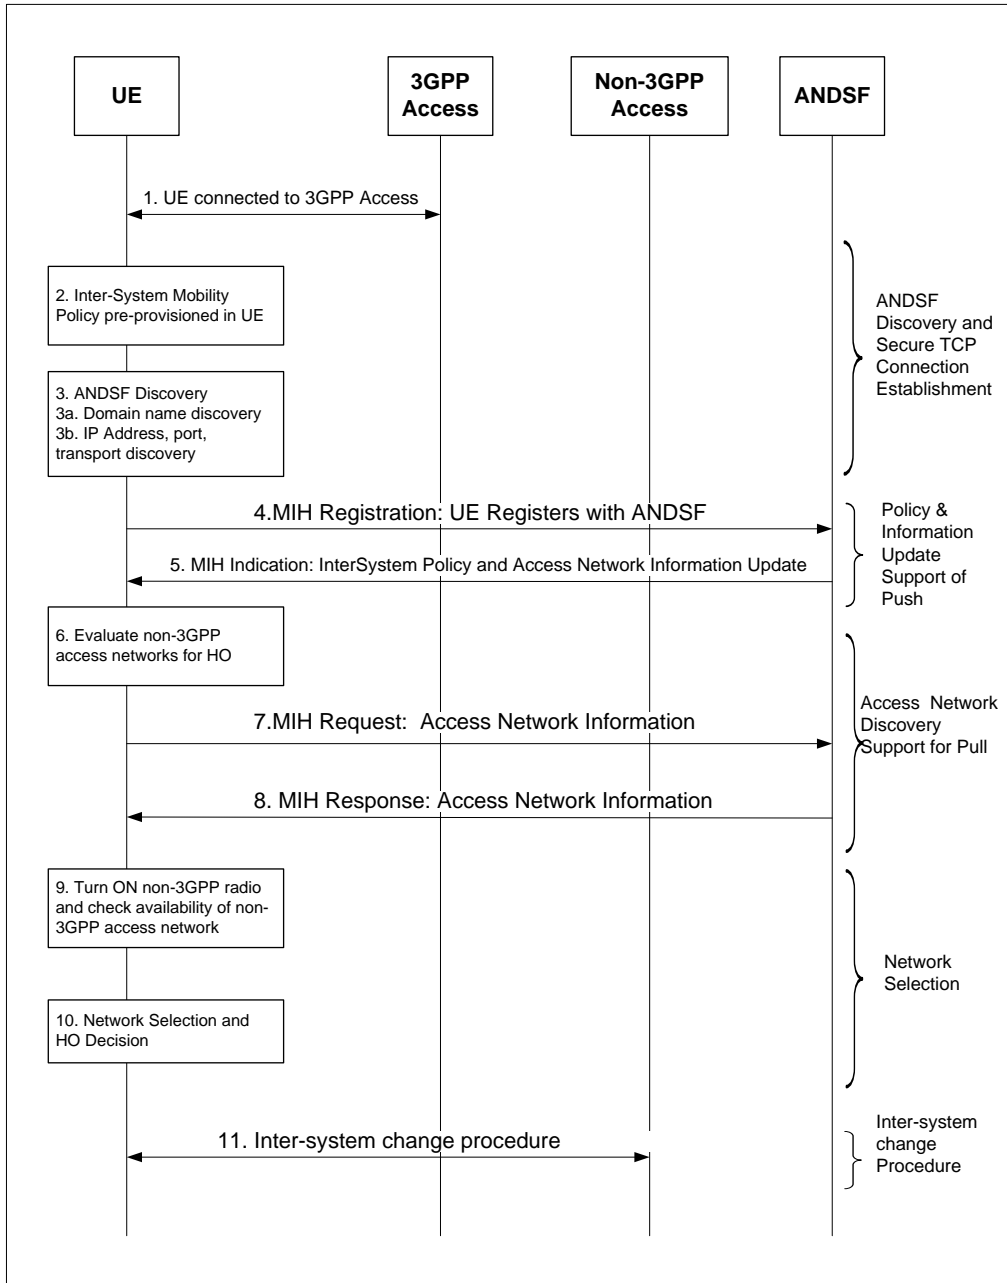 UE
3GPP
Access
Non-3GPP
Access
ANDSF
1. UE connected to 3GPP Access
2. Inter-System Mobility
Policy pre-provisioned in UE
3. ANDSF Discovery
3a. Domain name discovery
3b. IP Address, port,
transport discovery
ANDSF
Discovery and
Secure TCP
Connection
Establishment
4.MIH Registration: UE Registers with ANDSF
5. MIH Indication: InterSystem Policy and Access Network Information Update
Policy &
Information
Update
Support of
Push
6. Evaluate non-3GPP
access networks for HO
7.MIH Request:  Access Network Information
8. MIH Response: Access Network Information
Access  Network
Discovery
Support for Pull
9. Turn ON non-3GPP radio
and check availability of non-
3GPP access network
10. Network Selection and
HO Decision
Network
Selection
11. Inter-system change procedure
Inter-system
change
Procedure